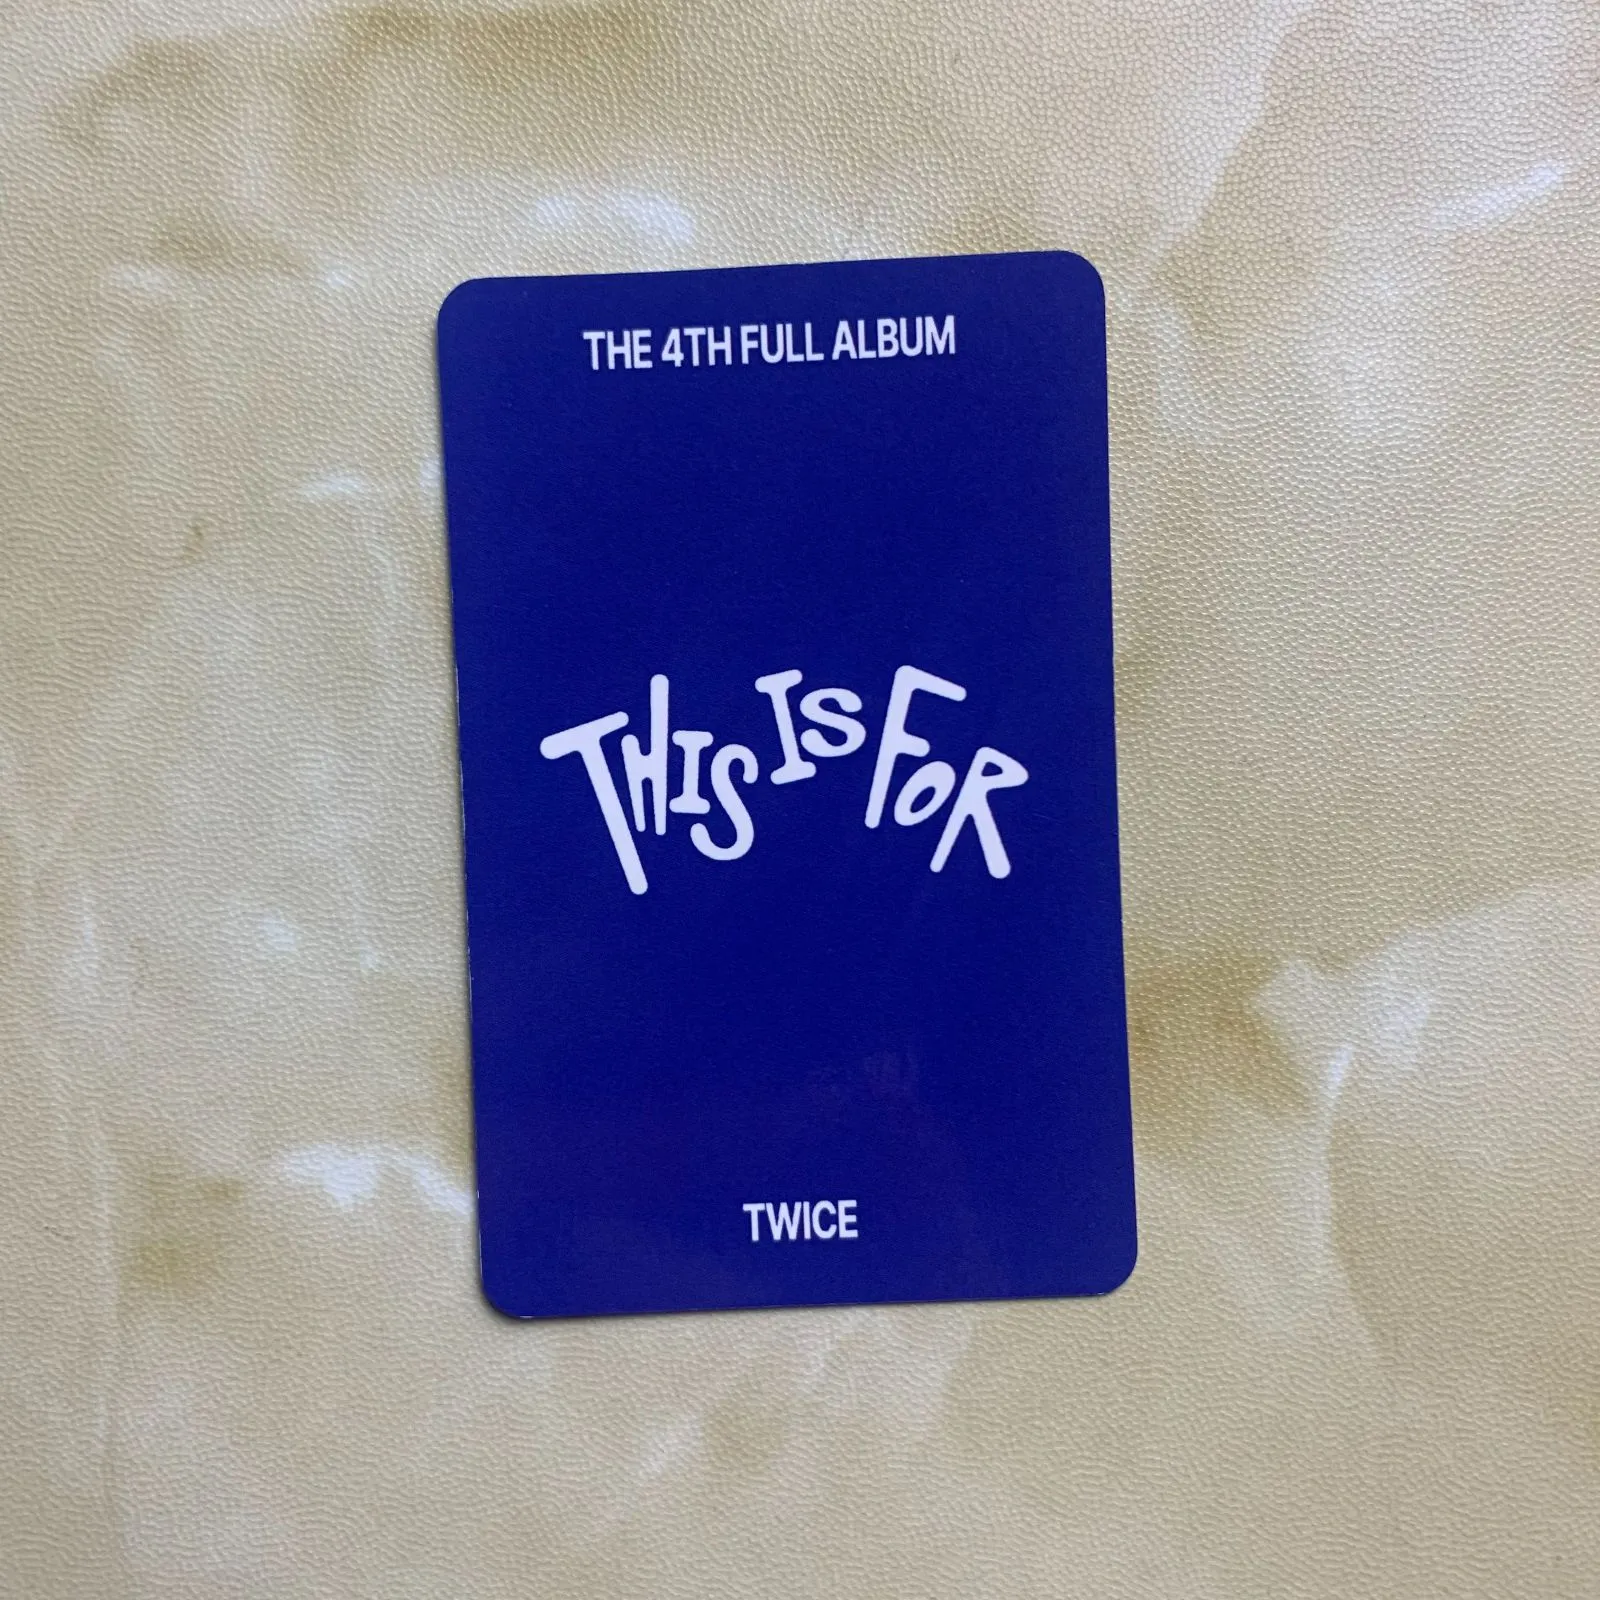 THE 4TH FULL ALBUM
THIS IS FOR
TWICE